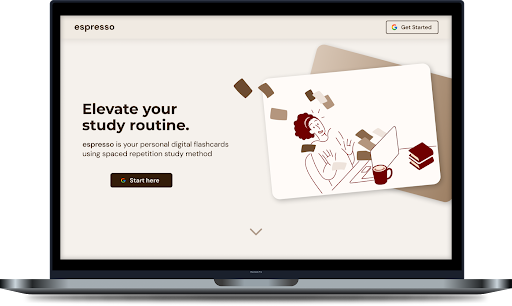 espresso
Get Started
Elevate your
study routine.
espresso is your personal digital flashcards
using spaced repetition study method
Start here